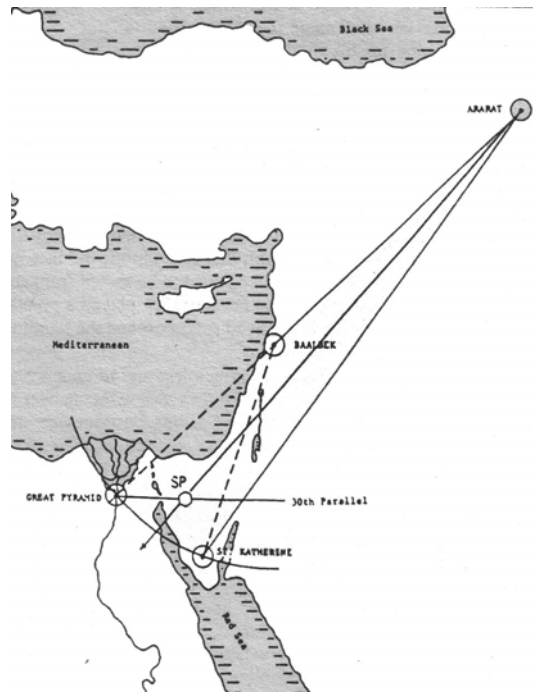 Black Sea
ARARAT
Mediterranean
BAALBEK
SP
GREAT PYRAMID
30th Parallel
ST. KATHERINE
Red Sea